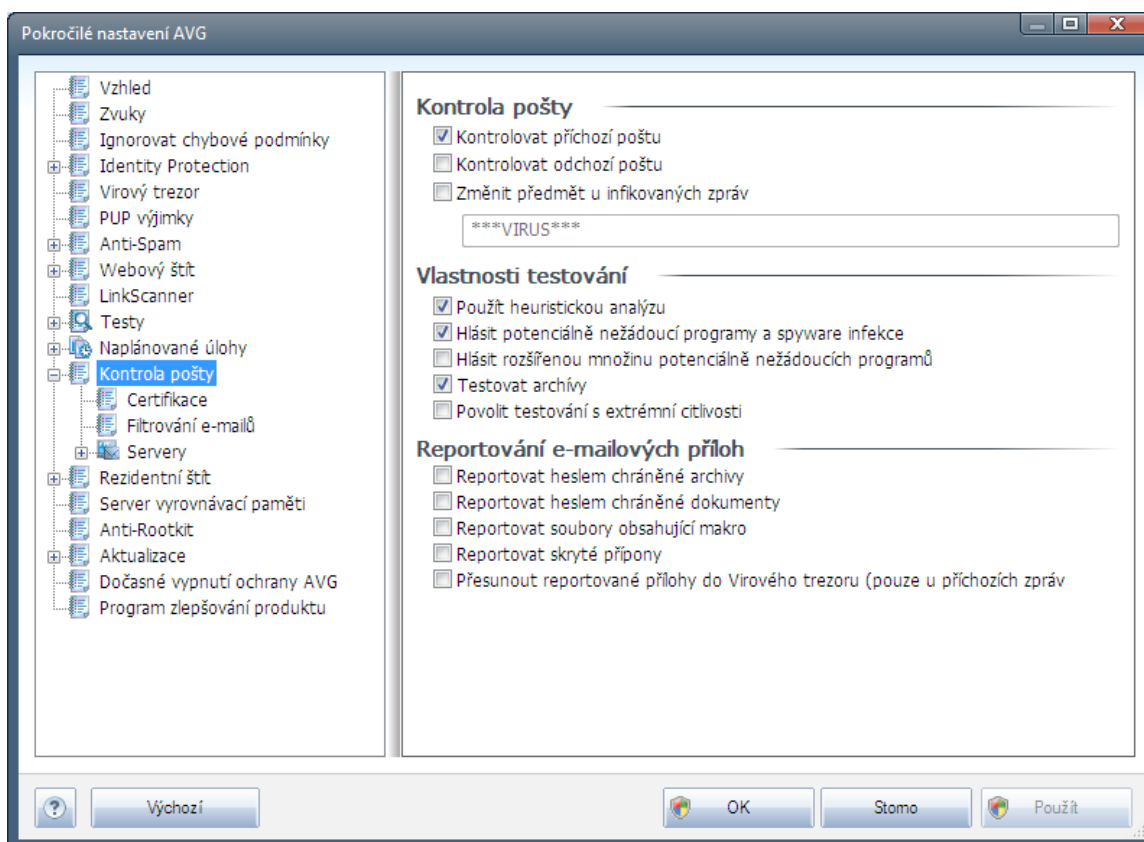 Pokročilé nastavení AVG
Vzhled
Zvuky
Ignorovat chybové podmínky
Identity Protection
Virový trezor
PUP výjimky
Anti-Spam
Webový štít
LinkScanner
Testy
Naplánované úlohy
Kontrola pošty
Certifikace
Filtrování e-mailů
Servery
Rezidentní štít
Server vyrovnávací paměti
Anti-Rootkit
Aktualizace
Dočasné vypnutí ochrany AVG
Program zlepšování produktu
Kontrola pošty
Kontrolovat příchozí poštu
Kontrolovat odchozí poštu
Změnit předmět u infikovaných zpráv
***VIRUS***
Vlastnosti testování
Použít heuristickou analýzu
Hlásit potenciálně nežádoucí programy a spyware infekce
Hlásit rozšířenou množinu potenciálně nežádoucích programů
Testovat archívy
Povolit testování s extrémní citlivosti
Reportování e-mailových příloh
Reportovat heslem chráněné archivy
Reportovat heslem chráněné dokumenty
Reportovat soubory obsahující makro
Reportovat skryté přípony
Přesunout reportované přílohy do Virového trezoru (pouze u příchozích zpráv
? Výchozí OK Stomo Použít